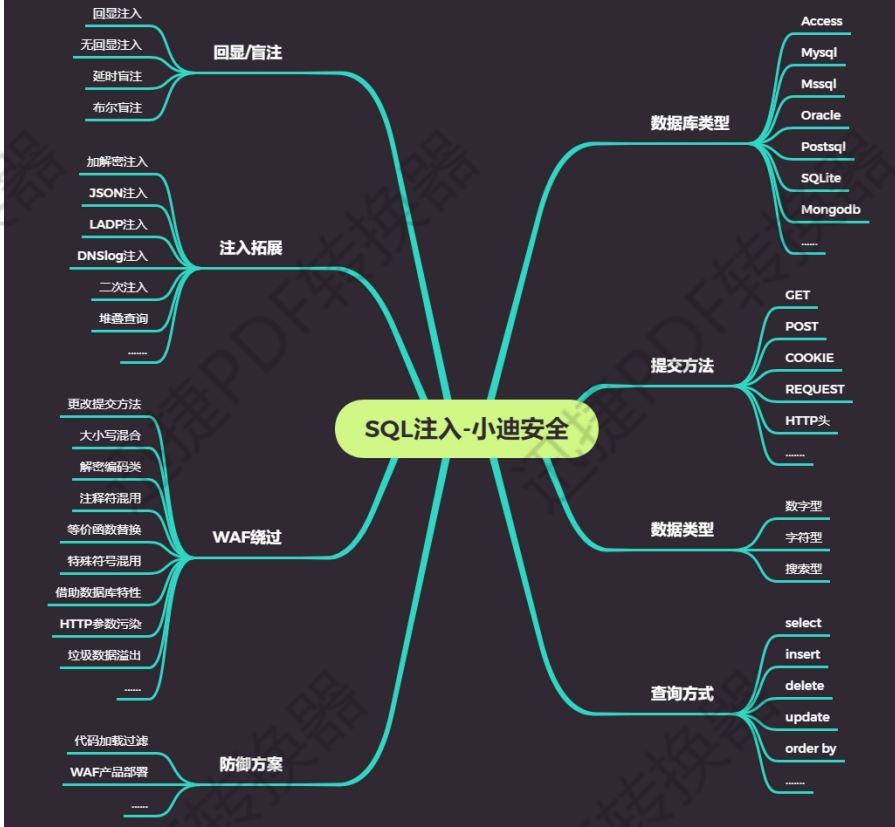 SQL注入-小迪安全
回显/盲注
回显注入
无回显注入
延时盲注
布尔盲注
注入拓展
加解密注入
JSON注入
LADP注入
DNSlog注入
二次注入
堆叠查询
.......
WAF绕过
更改提交方法
大小写混合
解密编码类
注释符混用
等价函数替换
特殊符号混用
借助数据库特性
HTTP参数污染
垃圾数据溢出
......
防御方案
代码加载过滤
WAF产品部署
......
数据库类型
Access
Mysql
Mssql
Oracle
Postsql
SQLite
Mongodb
......
提交方法
GET
POST
COOKIE
REQUEST
HTTP头
.......
数据类型
数字型
字符型
搜索型
查询方式
select
insert
delete
update
order by
.......
迅捷PDF转换器